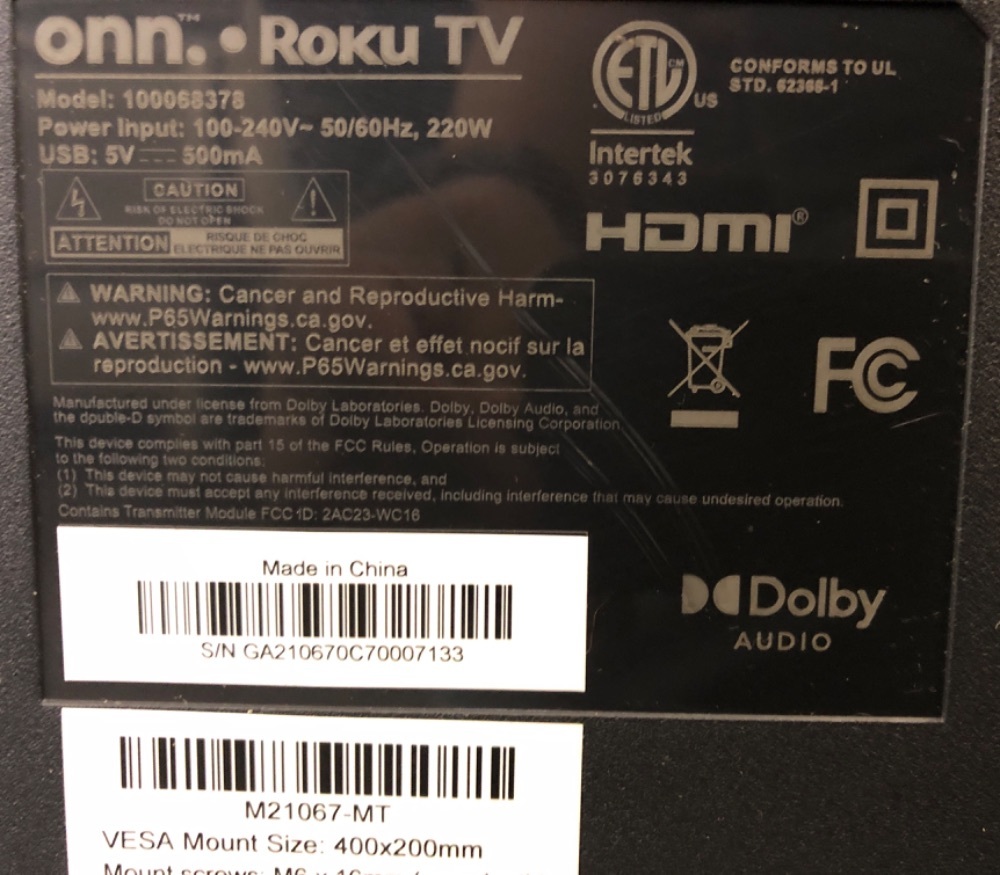 onn.™ • ROKU TV
Model: 100068378
Power Input: 100-240V~ 50/60Hz, 220W
USB: 5V ⎓ 500mA
CAUTION
RISK OF ELECTRIC SHOCK
DO NOT OPEN
ATTENTION
RISQUE DE CHOC
ELECTRIQUE NE PAS OUVRIR
WARNING: Cancer and Reproductive Harm-
www.P65Warnings.ca.gov.
AVERTISSEMENT: Cancer et effet nocif sur la
reproduction - www.P65Warnings.ca.gov.
Manufactured under license from Dolby Laboratories. Dolby, Dolby Audio, and
the double-D symbol are trademarks of Dolby Laboratories Licensing Corporation.
This device complies with part 15 of the FCC Rules, Operation is subject
to the following two conditions:
(1) This device may not cause harmful interference, and
(2) This device must accept any interference received, including interference that may cause undesired operation.
Contains Transmitter Module FCC ID: 2AC23-WC16
ETL CM
LISTED
US
CONFORMS TO UL
STD. 62368-1
Intertek
3076343
HDMI®
FC
Dolby
AUDIO
Made in China
S/N GA210670C70007133
M21067-MT
VESA Mount Size: 400x200mm
Mount screws: M6 x